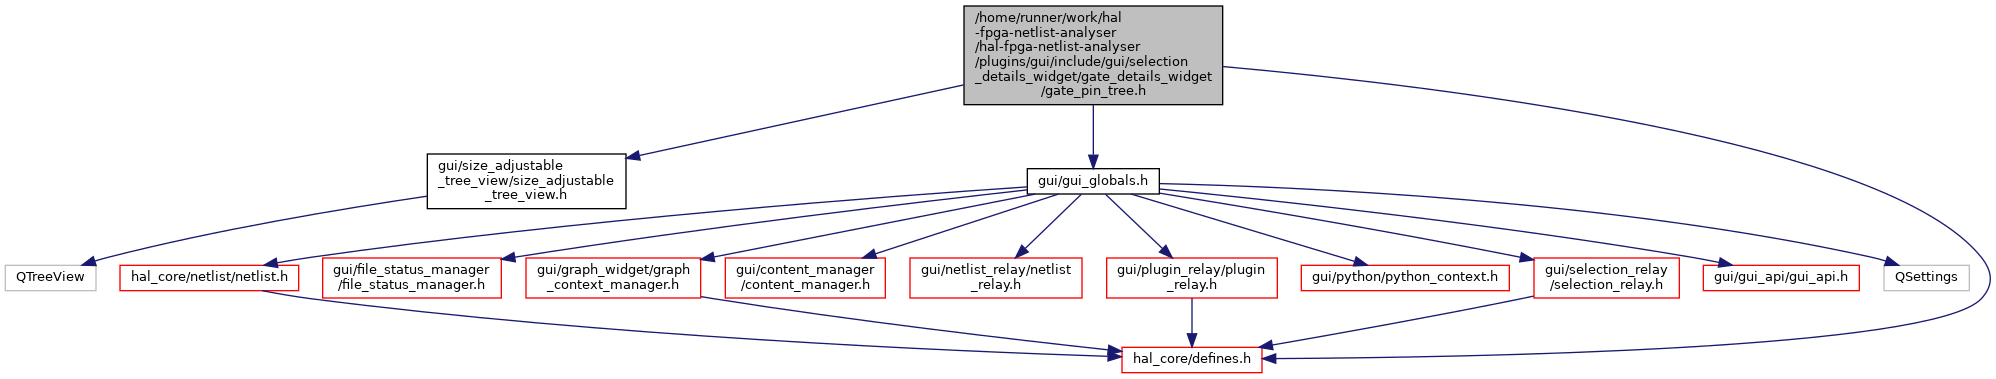 /home/runner/work/hal
-fpga-netlist-analyser
/hal-fpga-netlist-analyser
/plugins/gui/include/gui/selection
_details_widget/gate_details_widget
/gate_pin_tree.h
gui/size_adjustable
_tree_view/size_adjustable
_tree_view.h
gui/gui_globals.h
QTreeView
hal_core/netlist/netlist.h
gui/file_status_manager
/file_status_manager.h
gui/graph_widget/graph
_context_manager.h
gui/content_manager
/content_manager.h
gui/netlist_relay/netlist
_relay.h
gui/plugin_relay/plugin
_relay.h
gui/python/python_context.h
gui/selection_relay
/selection_relay.h
gui/gui_api/gui_api.h
QSettings
hal_core/defines.h